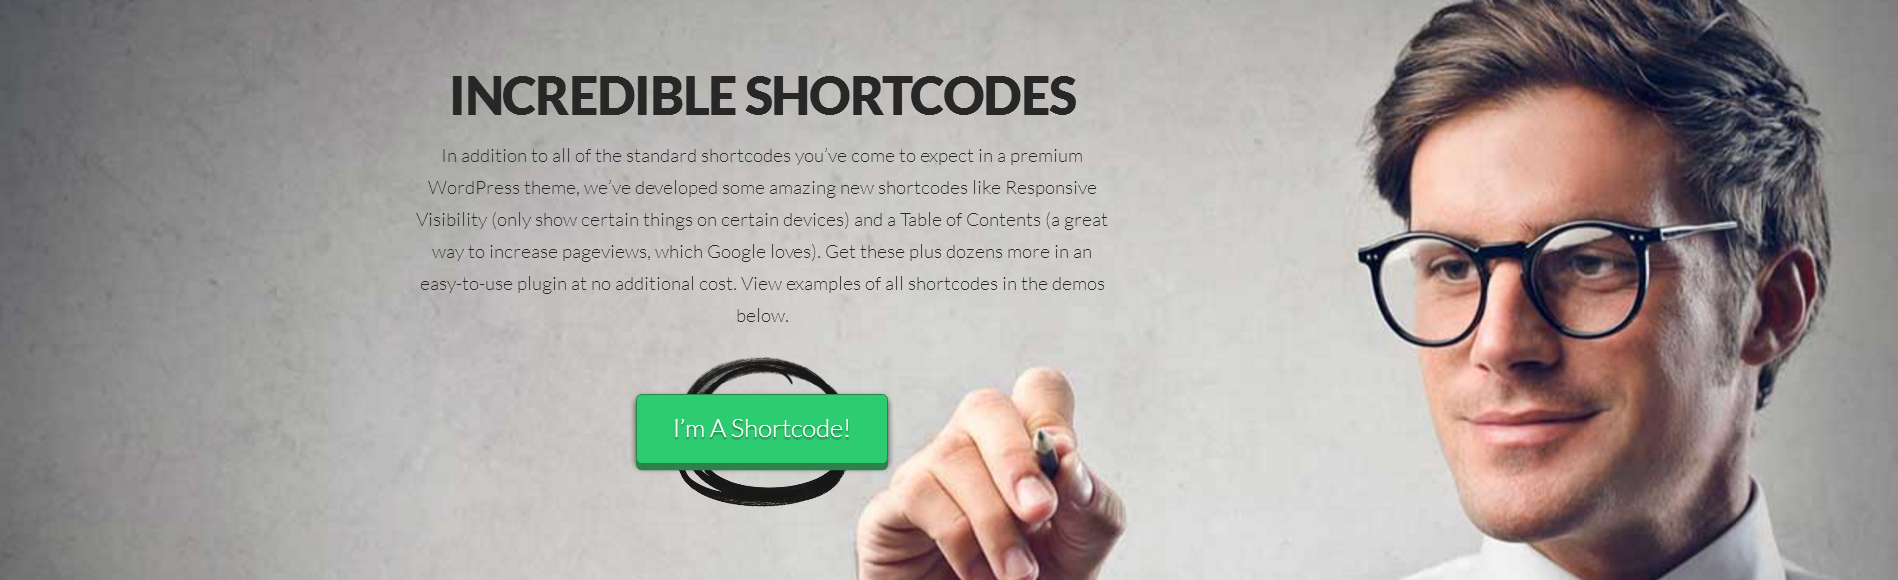 INCREDIBLE SHORTCODES
In addition to all of the standard shortcodes you’ve come to expect in a premium
WordPress theme, we’ve developed some amazing new shortcodes like Responsive
Visibility (only show certain things on certain devices) and a Table of Contents (a great
way to increase pageviews, which Google loves). Get these plus dozens more in an
easy-to-use plugin at no additional cost. View examples of all shortcodes in the demos
below.
I’m A Shortcode!